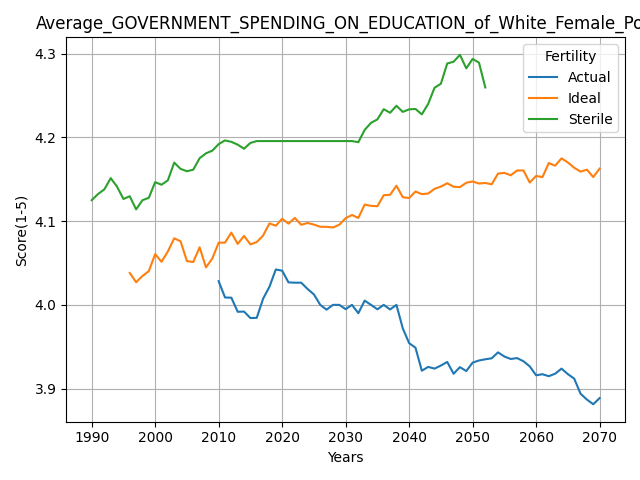 Average_GOVERNMENT_SPENDING_ON_EDUCATION_of_White_Female_Po
Score(1-5)
4.3
4.2
4.1
4.0
3.9
Fertility
Actual
Ideal
Sterile
1990 2000 2010 2020 2030 2040 2050 2060 2070
Years